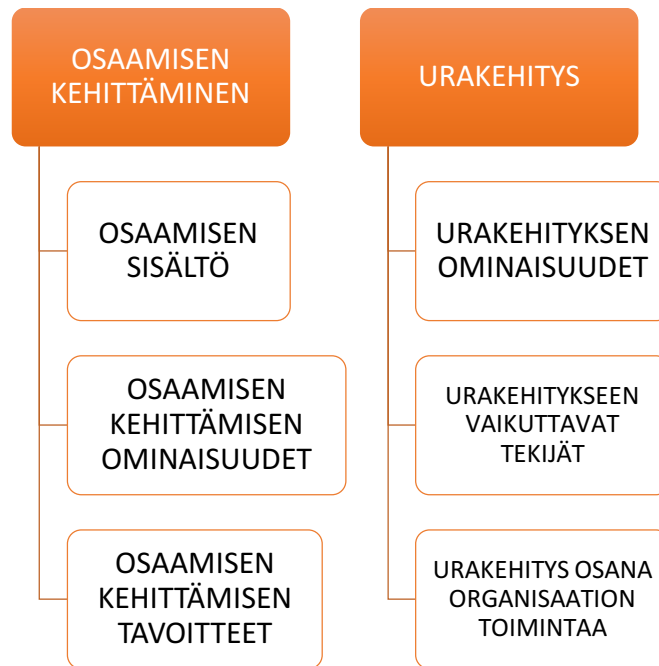 OSAAMISEN
KEHITTÄMINEN
OSAAMISEN
SISÄLTÖ
OSAAMISEN
KEHITTÄMISEN
OMINAISUUDET
OSAAMISEN
KEHITTÄMISEN
TAVOITTEET
URAKEHITYS
URAKEHITYKSEN
OMINAISUUDET
URAKEHITYKSEEN
VAIKUTTAVAT
TEKIJÄT
URAKEHITYS OSANA
ORGANISAATION
TOIMINTAA